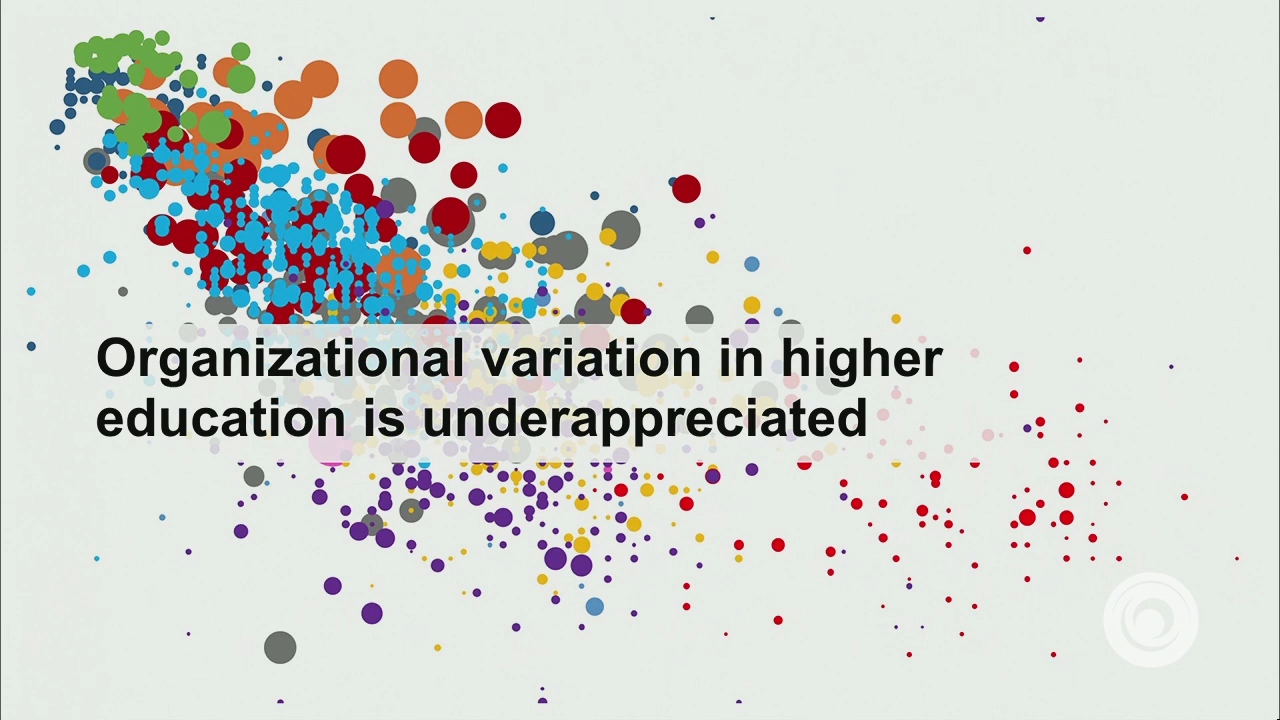 Organizational variation in higher
education is underappreciated